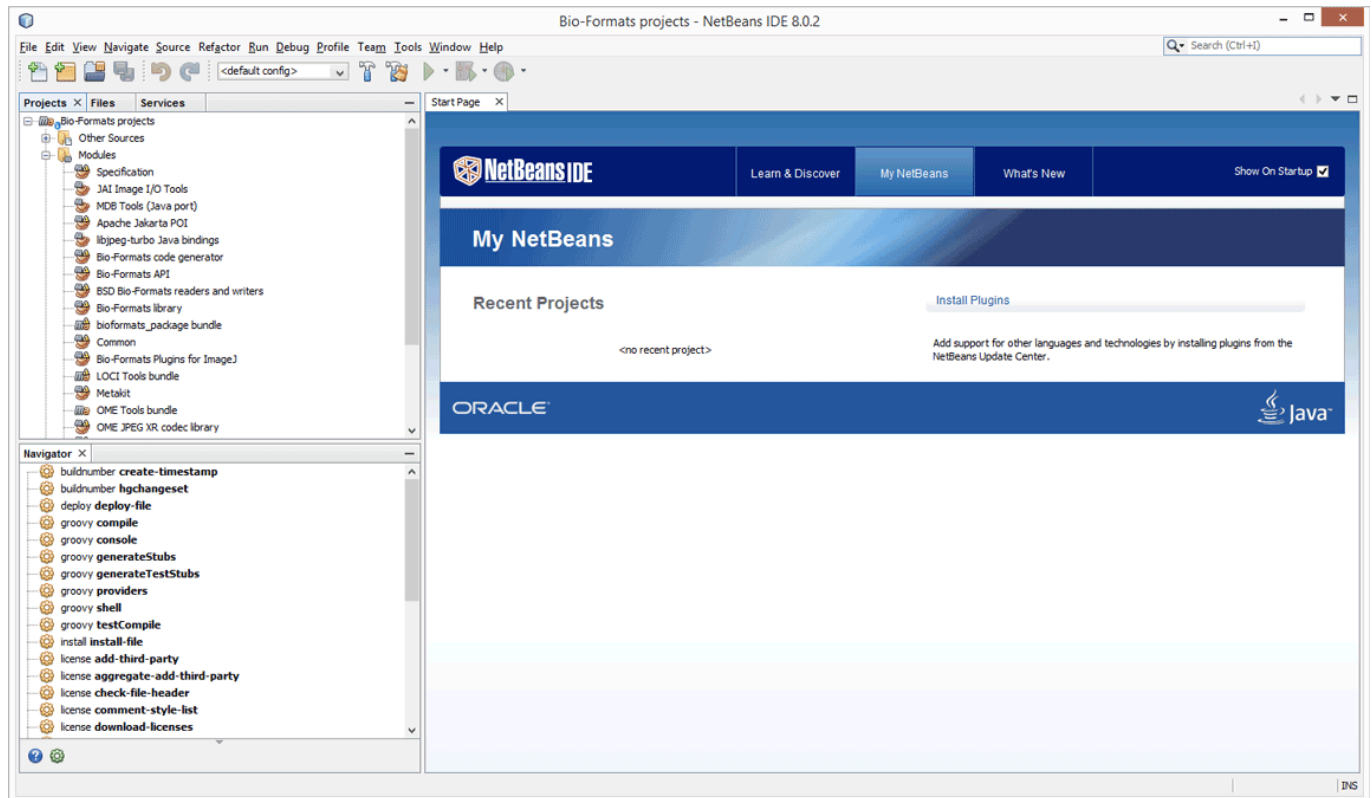 Bio-Formats projects - NetBeans IDE 8.0.2
File Edit View Navigate Source Refactor Run Debug Profile Team Tools Window Help
Search (Ctrl+I)
<default config>
Projects Files Services
Start Page
Bio-Formats projects
Other Sources
Modules
Specification
JAI Image I/O Tools
MDB Tools (Java port)
Apache Jakarta POI
libjpeg-turbo Java bindings
Bio-Formats code generator
Bio-Formats API
BSD Bio-Formats readers and writers
Bio-Formats library
bioformats_package bundle
Common
Bio-Formats Plugins for ImageJ
LOCI Tools bundle
Metakit
OME Tools bundle
OME JPEG XR codec library
NetBeans IDE
Learn & Discover
My NetBeans
What's New
Show On Startup
My NetBeans
Recent Projects
<no recent project>
Install Plugins
Add support for other languages and technologies by installing plugins from the
NetBeans Update Center.
ORACLE
Java
Navigator
buildnumber create-timestamp
buildnumber hgchangeset
deploy deploy-file
groovy compile
groovy console
groovy generateStubs
groovy generateTestStubs
groovy providers
groovy shell
groovy testCompile
install install-file
license add-third-party
license aggregate-add-third-party
license check-file-header
license comment-style-list
license download-licenses
INS